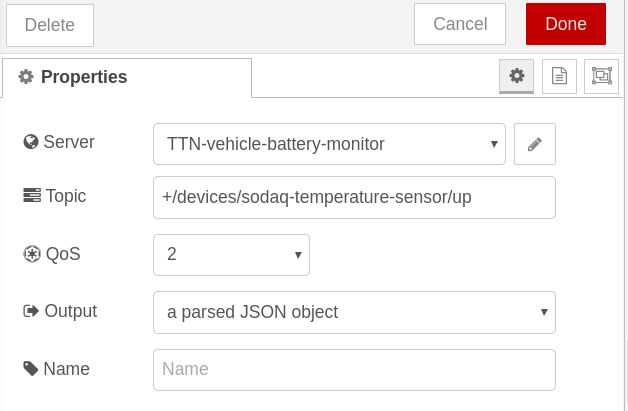 Delete
Cancel
Done
Properties
Server
TTN-vehicle-battery-monitor
Topic
+/devices/sodaq-temperature-sensor/up
QoS
2
Output
a parsed JSON object
Name
Name